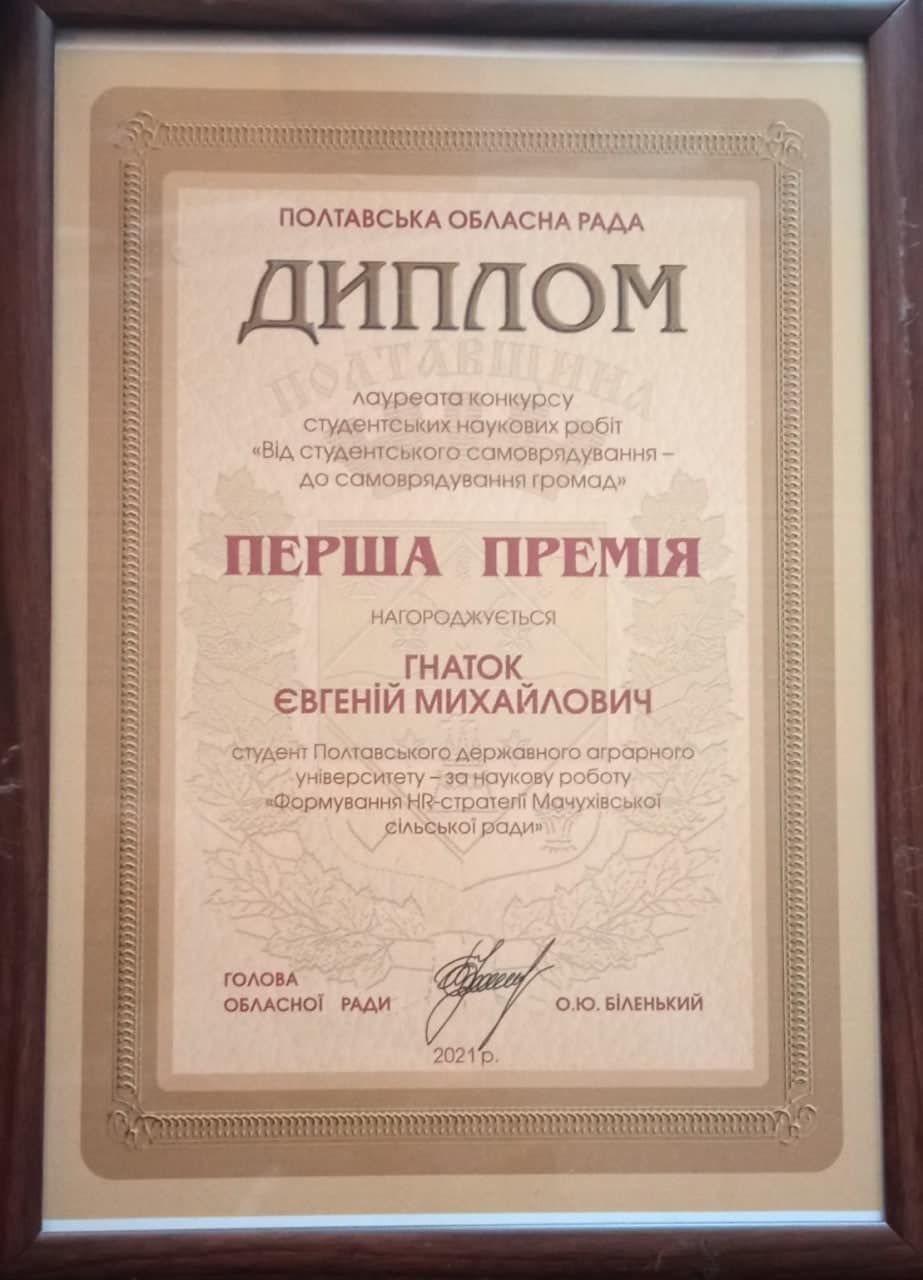 ПОЛТАВСЬКА ОБЛАСНА РАДА
ДИПЛОМ
ПОЛТАВЩИНА
лауреата конкурсу
студентських наукових робіт
«Від студентського самоврядування –
до самоврядування громад»
ПЕРША ПРЕМІЯ
НАГОРОДЖУЄТЬСЯ
ГНАТОК
ЄВГЕНІЙ МИХАЙЛОВИЧ
студент Полтавського державного аграрного
університету – за наукову роботу
«Формування HR-стратегії Мачухівської
сільської ради»
ГОЛОВА
ОБЛАСНОЇ РАДИ
О.Ю. БІЛЕНЬКИЙ
2021 р.